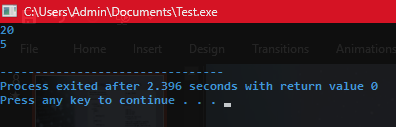 C:\Users\Admin\Documents\Test.exe
20
5
File Home Insert Design Transitions Animations
--------------------------------
Process exited after 2.396 seconds with return value 0
Press any key to continue . . .